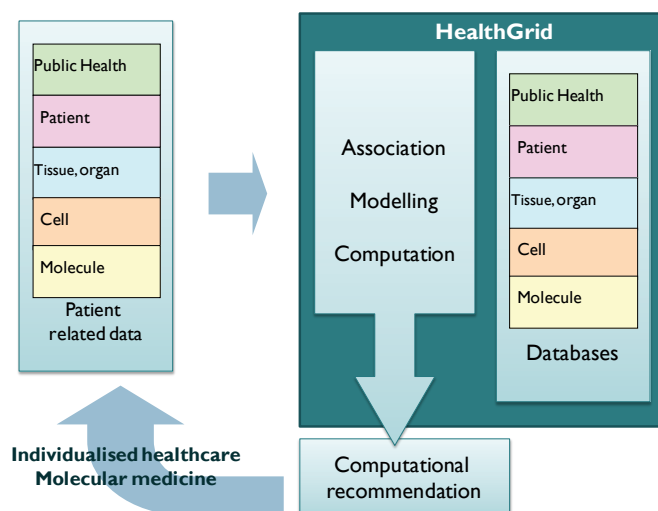 Public Health
Patient
Tissue, organ
Cell
Molecule
Patient
related data
HealthGrid
Association
Modelling
Computation
Public Health
Patient
Tissue, organ
Cell
Molecule
Databases
Individualised healthcare
Molecular medicine
Computational
recommendation